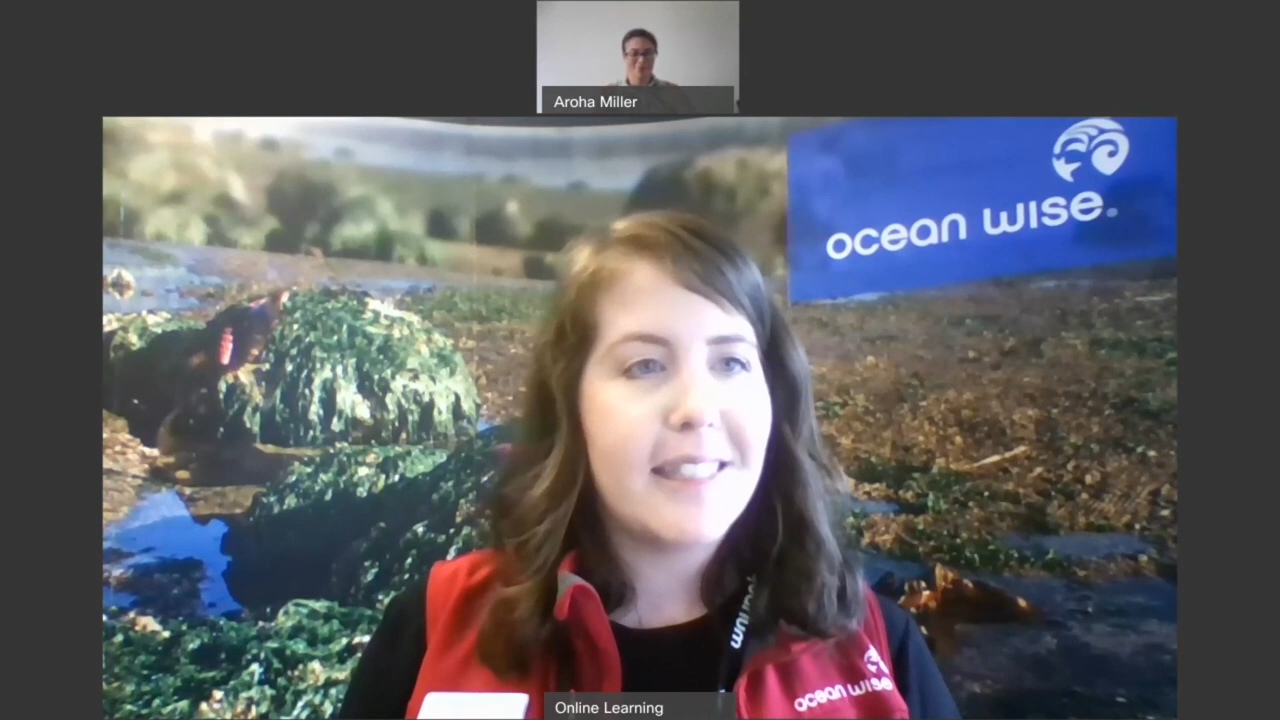 Aroha Miller
ocean wise.
ocean wise
Online Learning